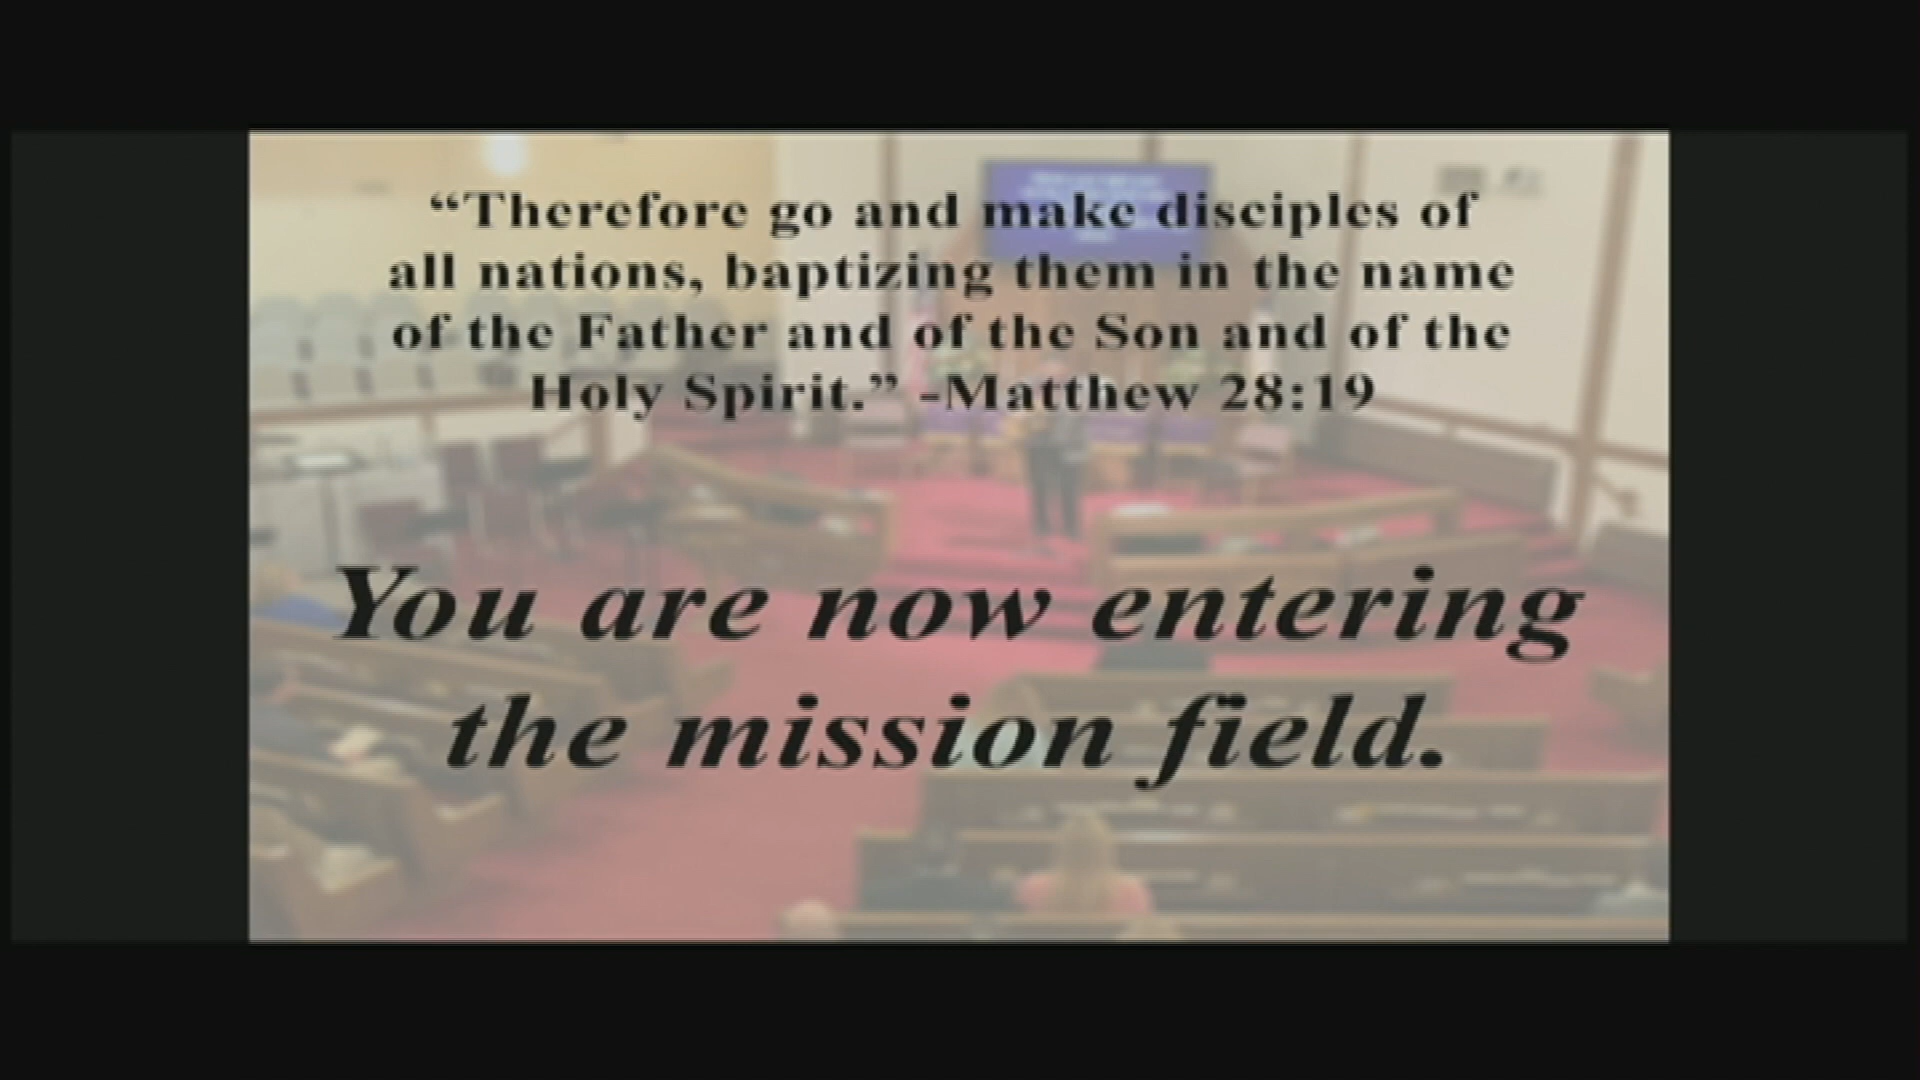 “Therefore go and make disciples of
all nations, baptizing them in the name
of the Father and of the Son and of the
Holy Spirit.” -Matthew 28:19
You are now entering
the mission field.